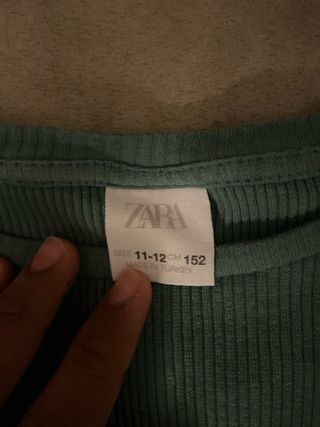 ZARA
SIZE 11-12 CM 152
MADE IN TURKEY